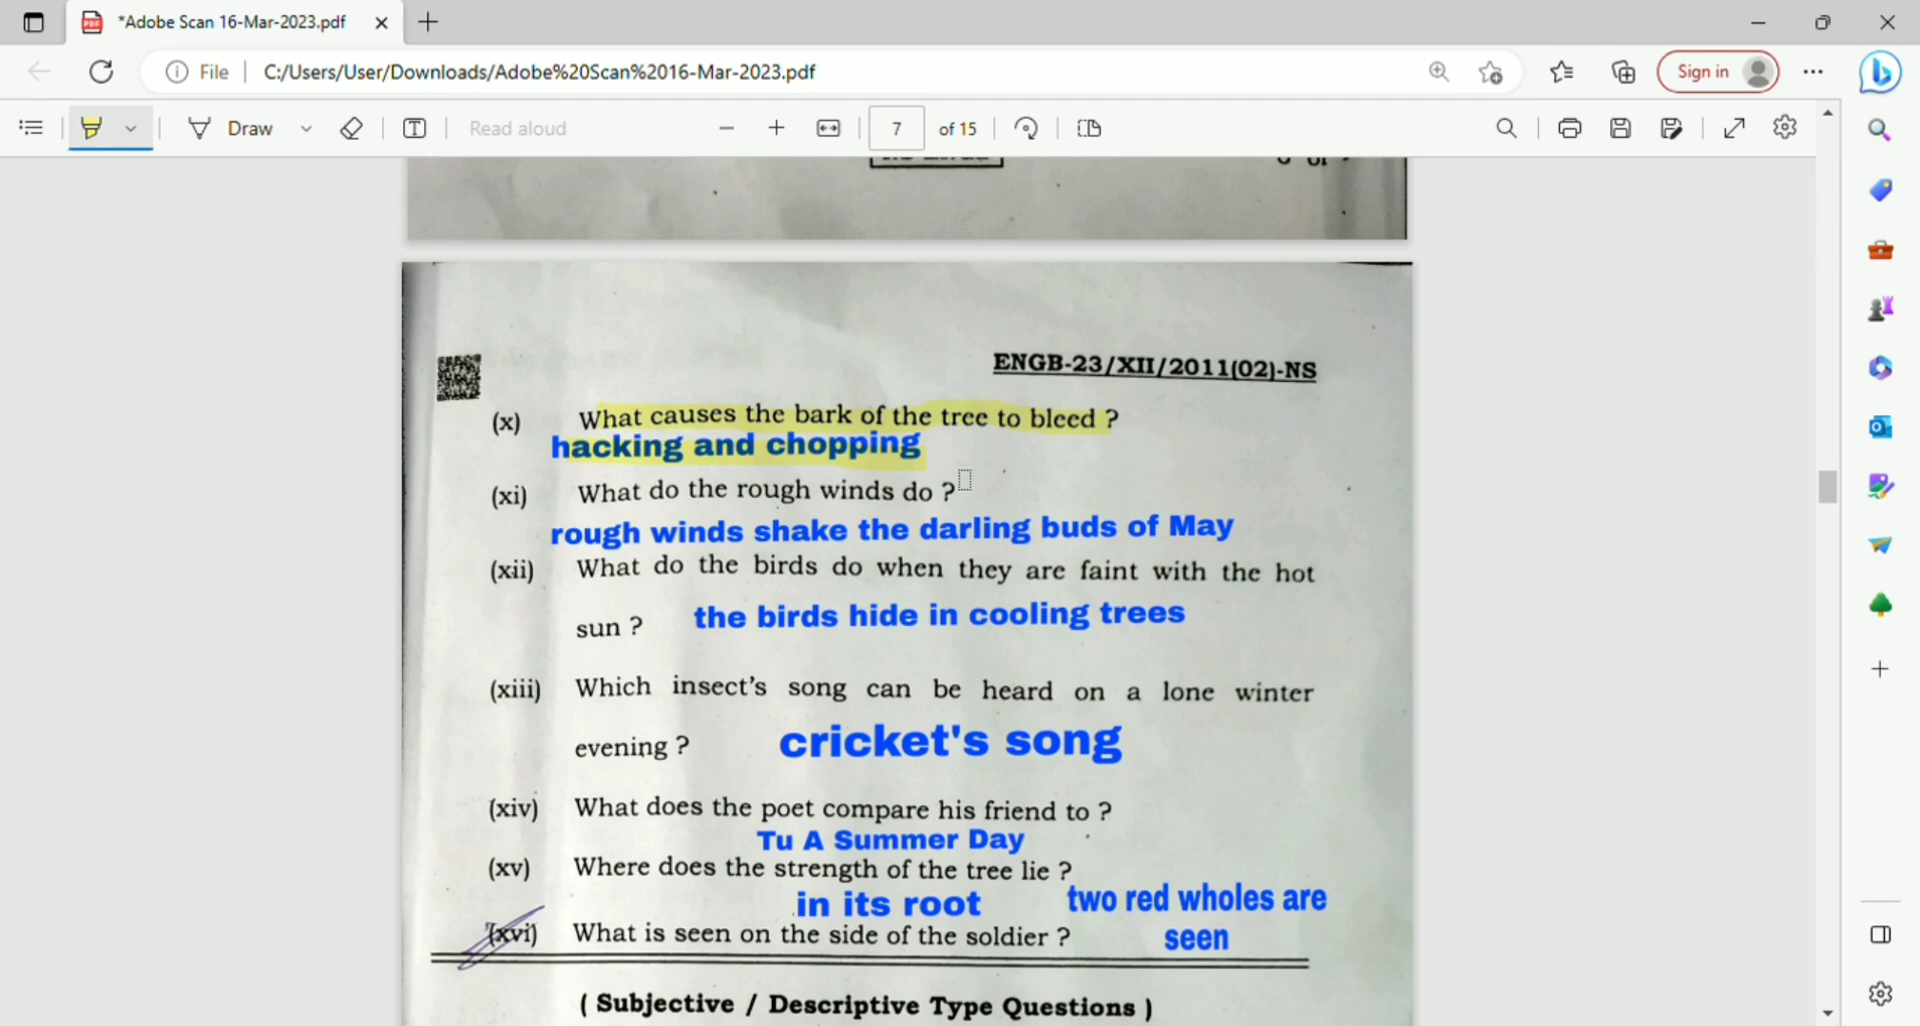 *Adobe Scan 16-Mar-2023.pdf
File
C:/Users/User/Downloads/Adobe%20Scan%2016-Mar-2023.pdf
Sign in
Draw
Read aloud
7
of 15
ENGB-23/XII/2011(02)-NS
(x) What causes the bark of the tree to bleed ?
hacking and chopping
(xi) What do the rough winds do ?
rough winds shake the darling buds of May
(xii) What do the birds do when they are faint with the hot
sun ? the birds hide in cooling trees
(xiii) Which insect's song can be heard on a lone winter
evening ? cricket's song
(xiv) What does the poet compare his friend to ?
Tu A Summer Day
(xv) Where does the strength of the tree lie ?
in its root
two red wholes are
(xvi) What is seen on the side of the soldier ?
seen
( Subjective / Descriptive Type Questions )